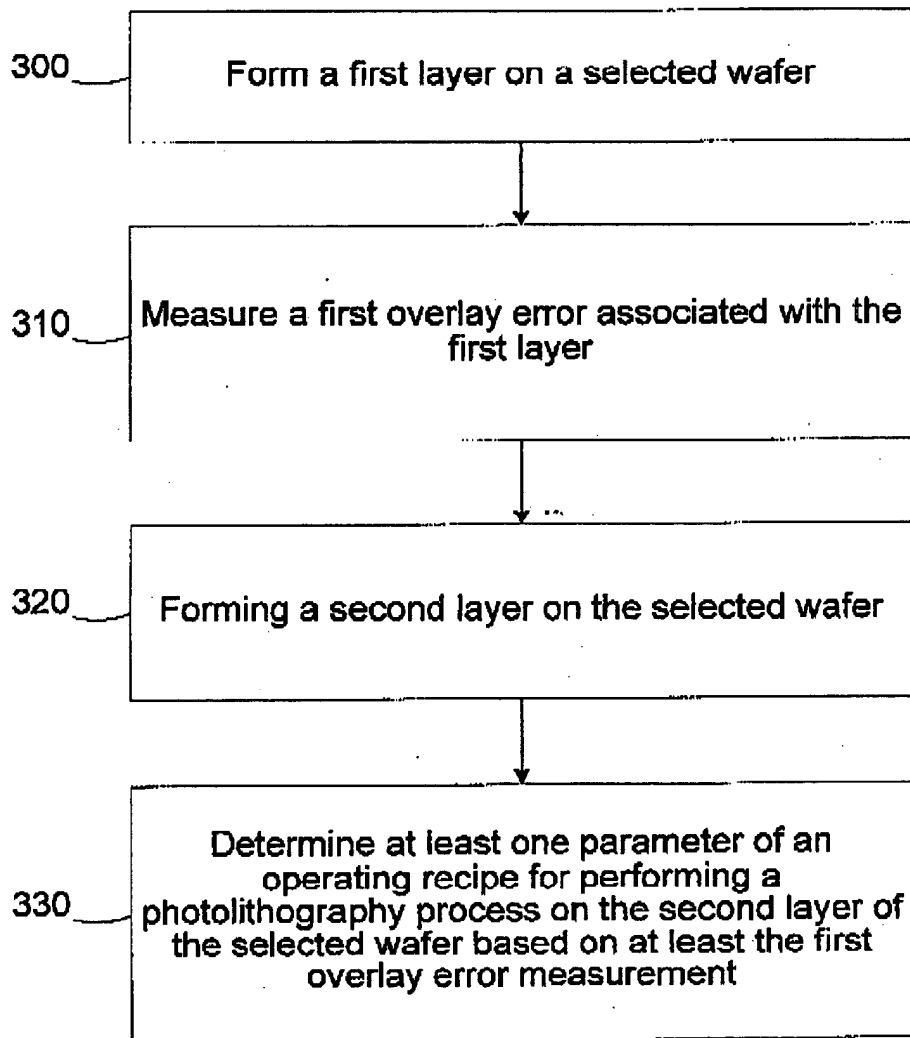 300
Form a first layer on a selected wafer
310
Measure a first overlay error associated with the
first layer
320
Forming a second layer on the selected wafer
330
Determine at least one parameter of an
operating recipe for performing a
photolithography process on the second layer of
the selected wafer based on at least the first
overlay error measurement